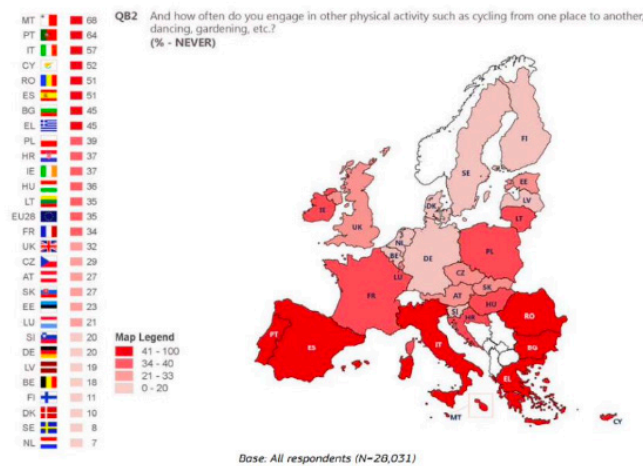 QB2 And how often do you engage in other physical activity such as cycling from one place to another,
dancing, gardening, etc.?
(% - NEVER)
MT 68
PT 64
IT 57
CY 52
RO 51
ES 51
BG 45
EL 45
PL 39
HR 37
IE 37
HU 36
LT 35
EU28 35
FR 34
UK 32
CZ 29
AT 27
SK 27
EE 23
LU 21
SI 20
DE 20
LV 19
BE 18
FI 11
DK 10
SE 8
NL 7
Map Legend
41 - 100
34 - 40
21 - 33
0 - 20
FI
SE
EE
LV
DK
LT
IE
UK
NL
BE
DE
PL
LU
CZ
SK
FR
AT
HU
SI
HR
RO
IT
BG
PT
ES
EL
MT
CY
Base: All respondents (N=28,031)